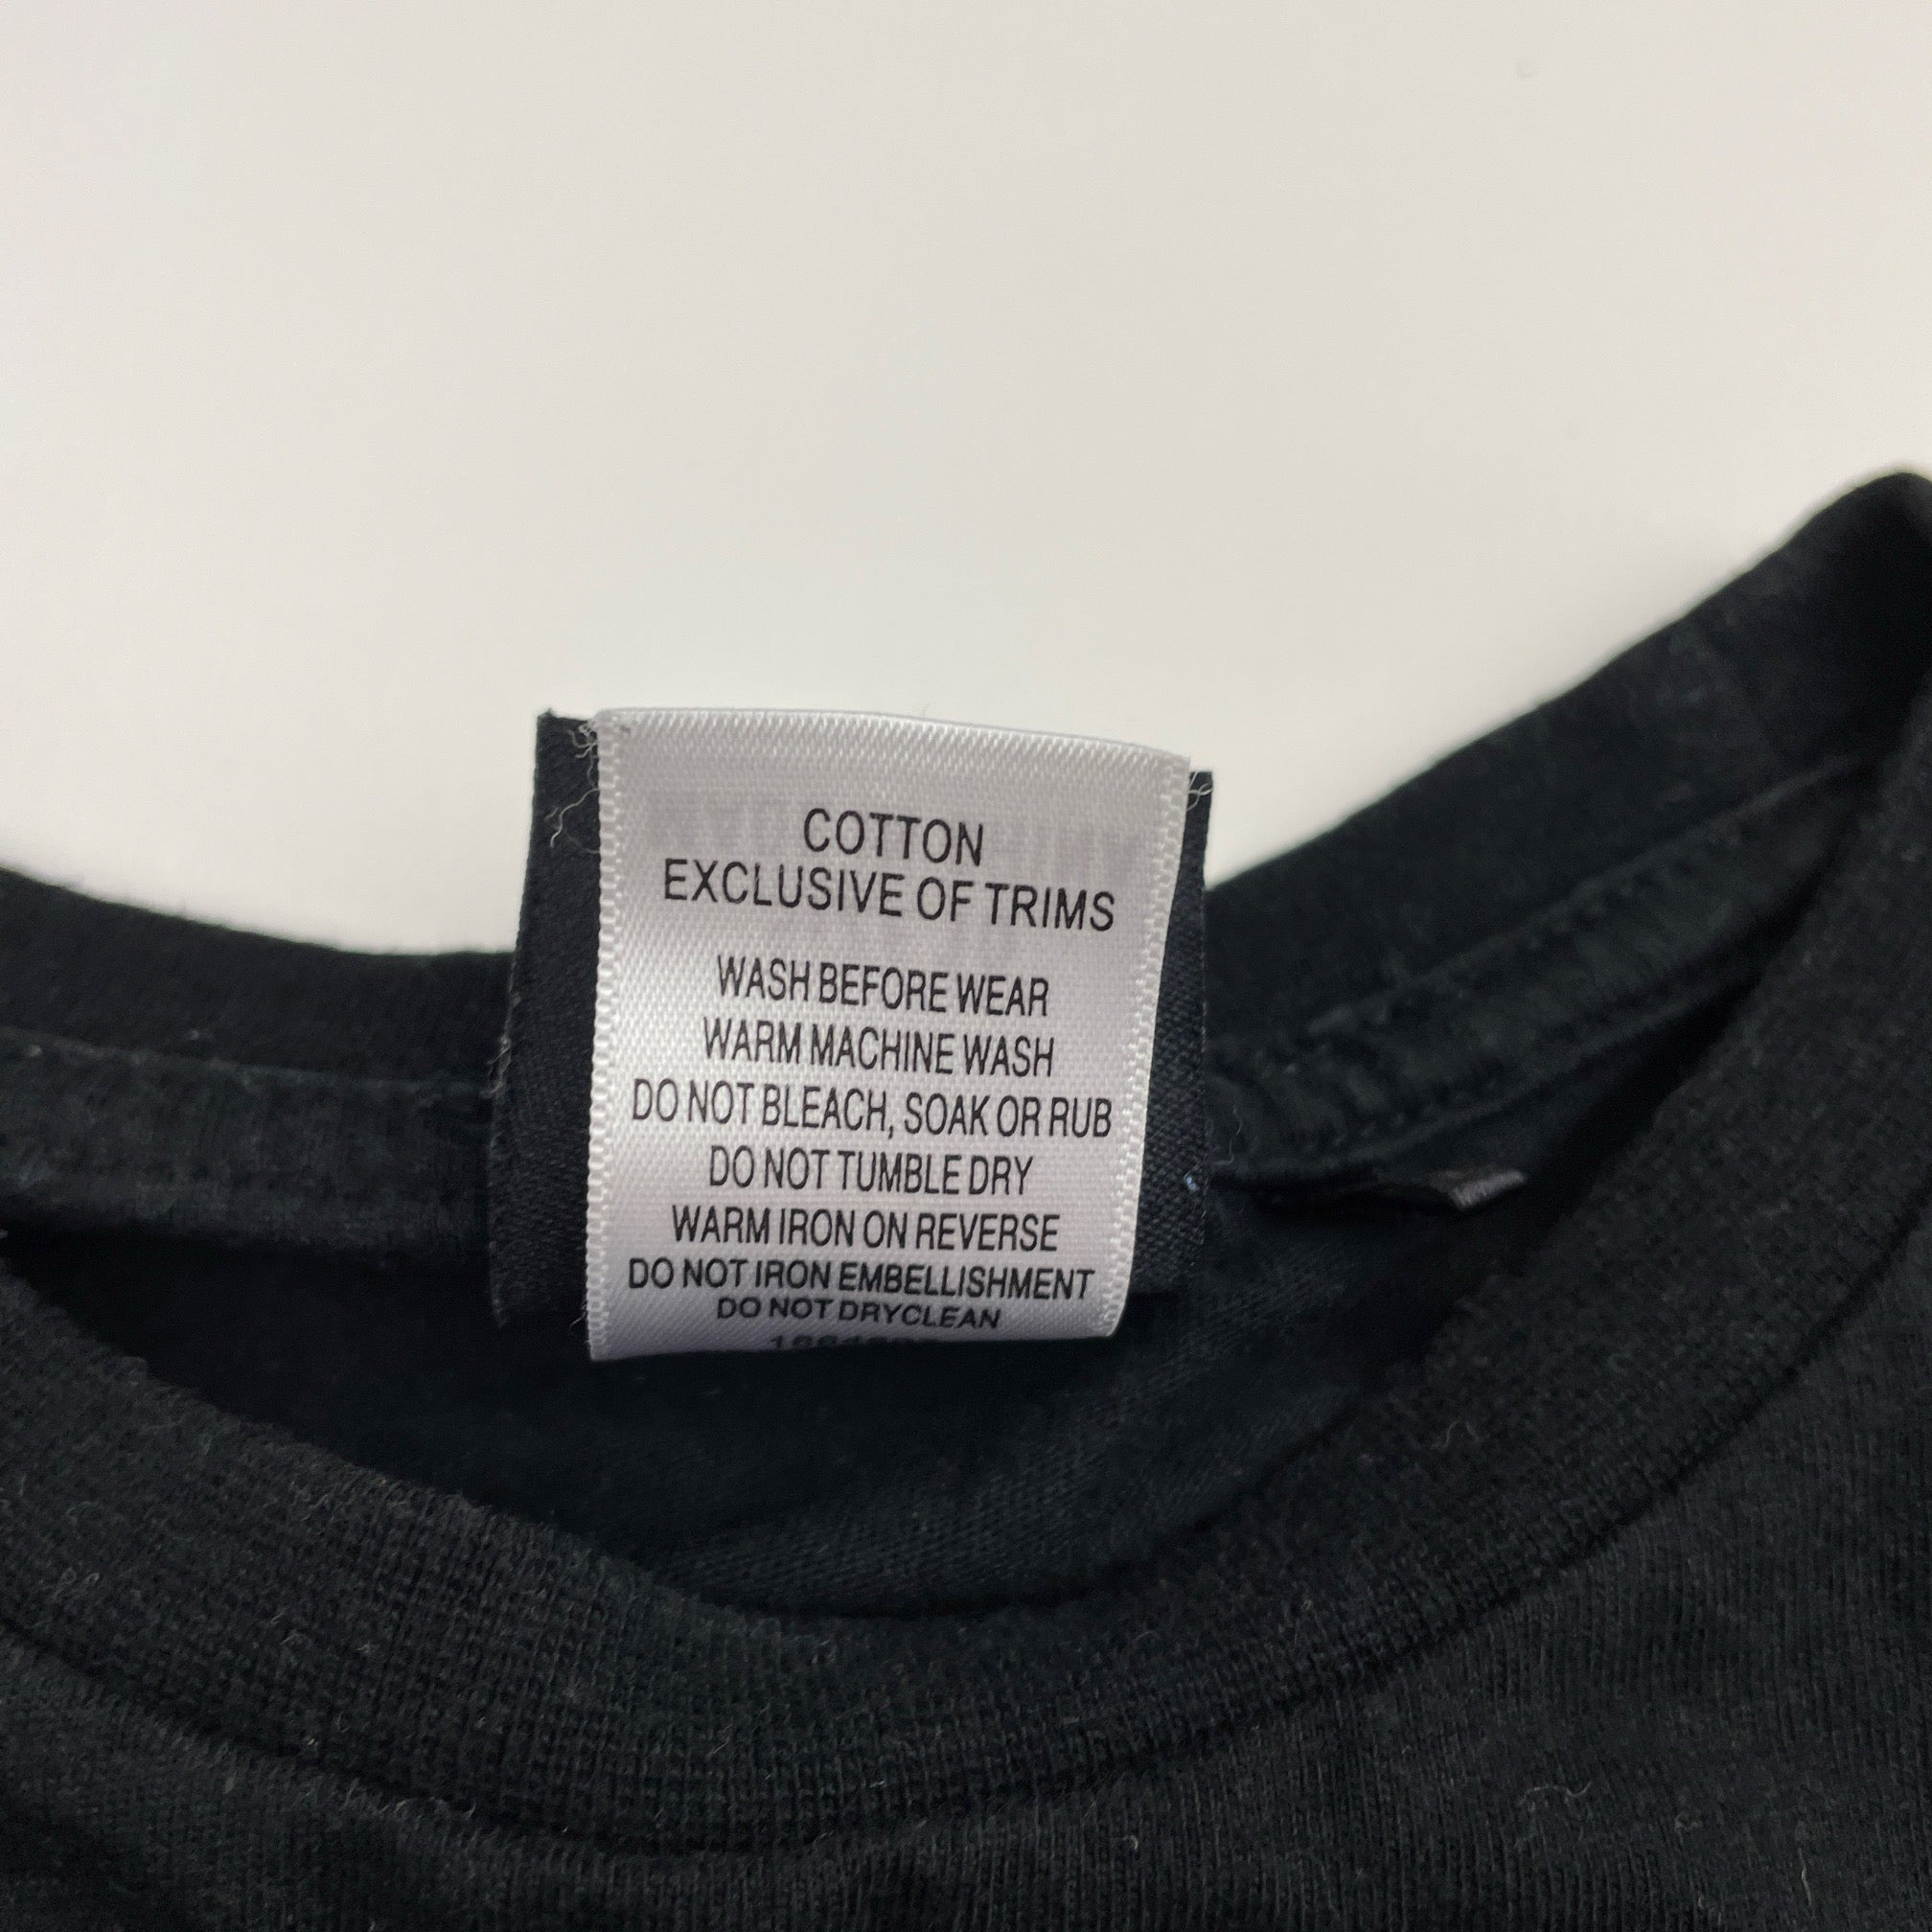 COTTON
EXCLUSIVE OF TRIMS
WASH BEFORE WEAR
WARM MACHINE WASH
DO NOT BLEACH, SOAK OR RUB
DO NOT TUMBLE DRY
WARM IRON ON REVERSE
DO NOT IRON EMBELLISHMENT
DO NOT DRYCLEAN